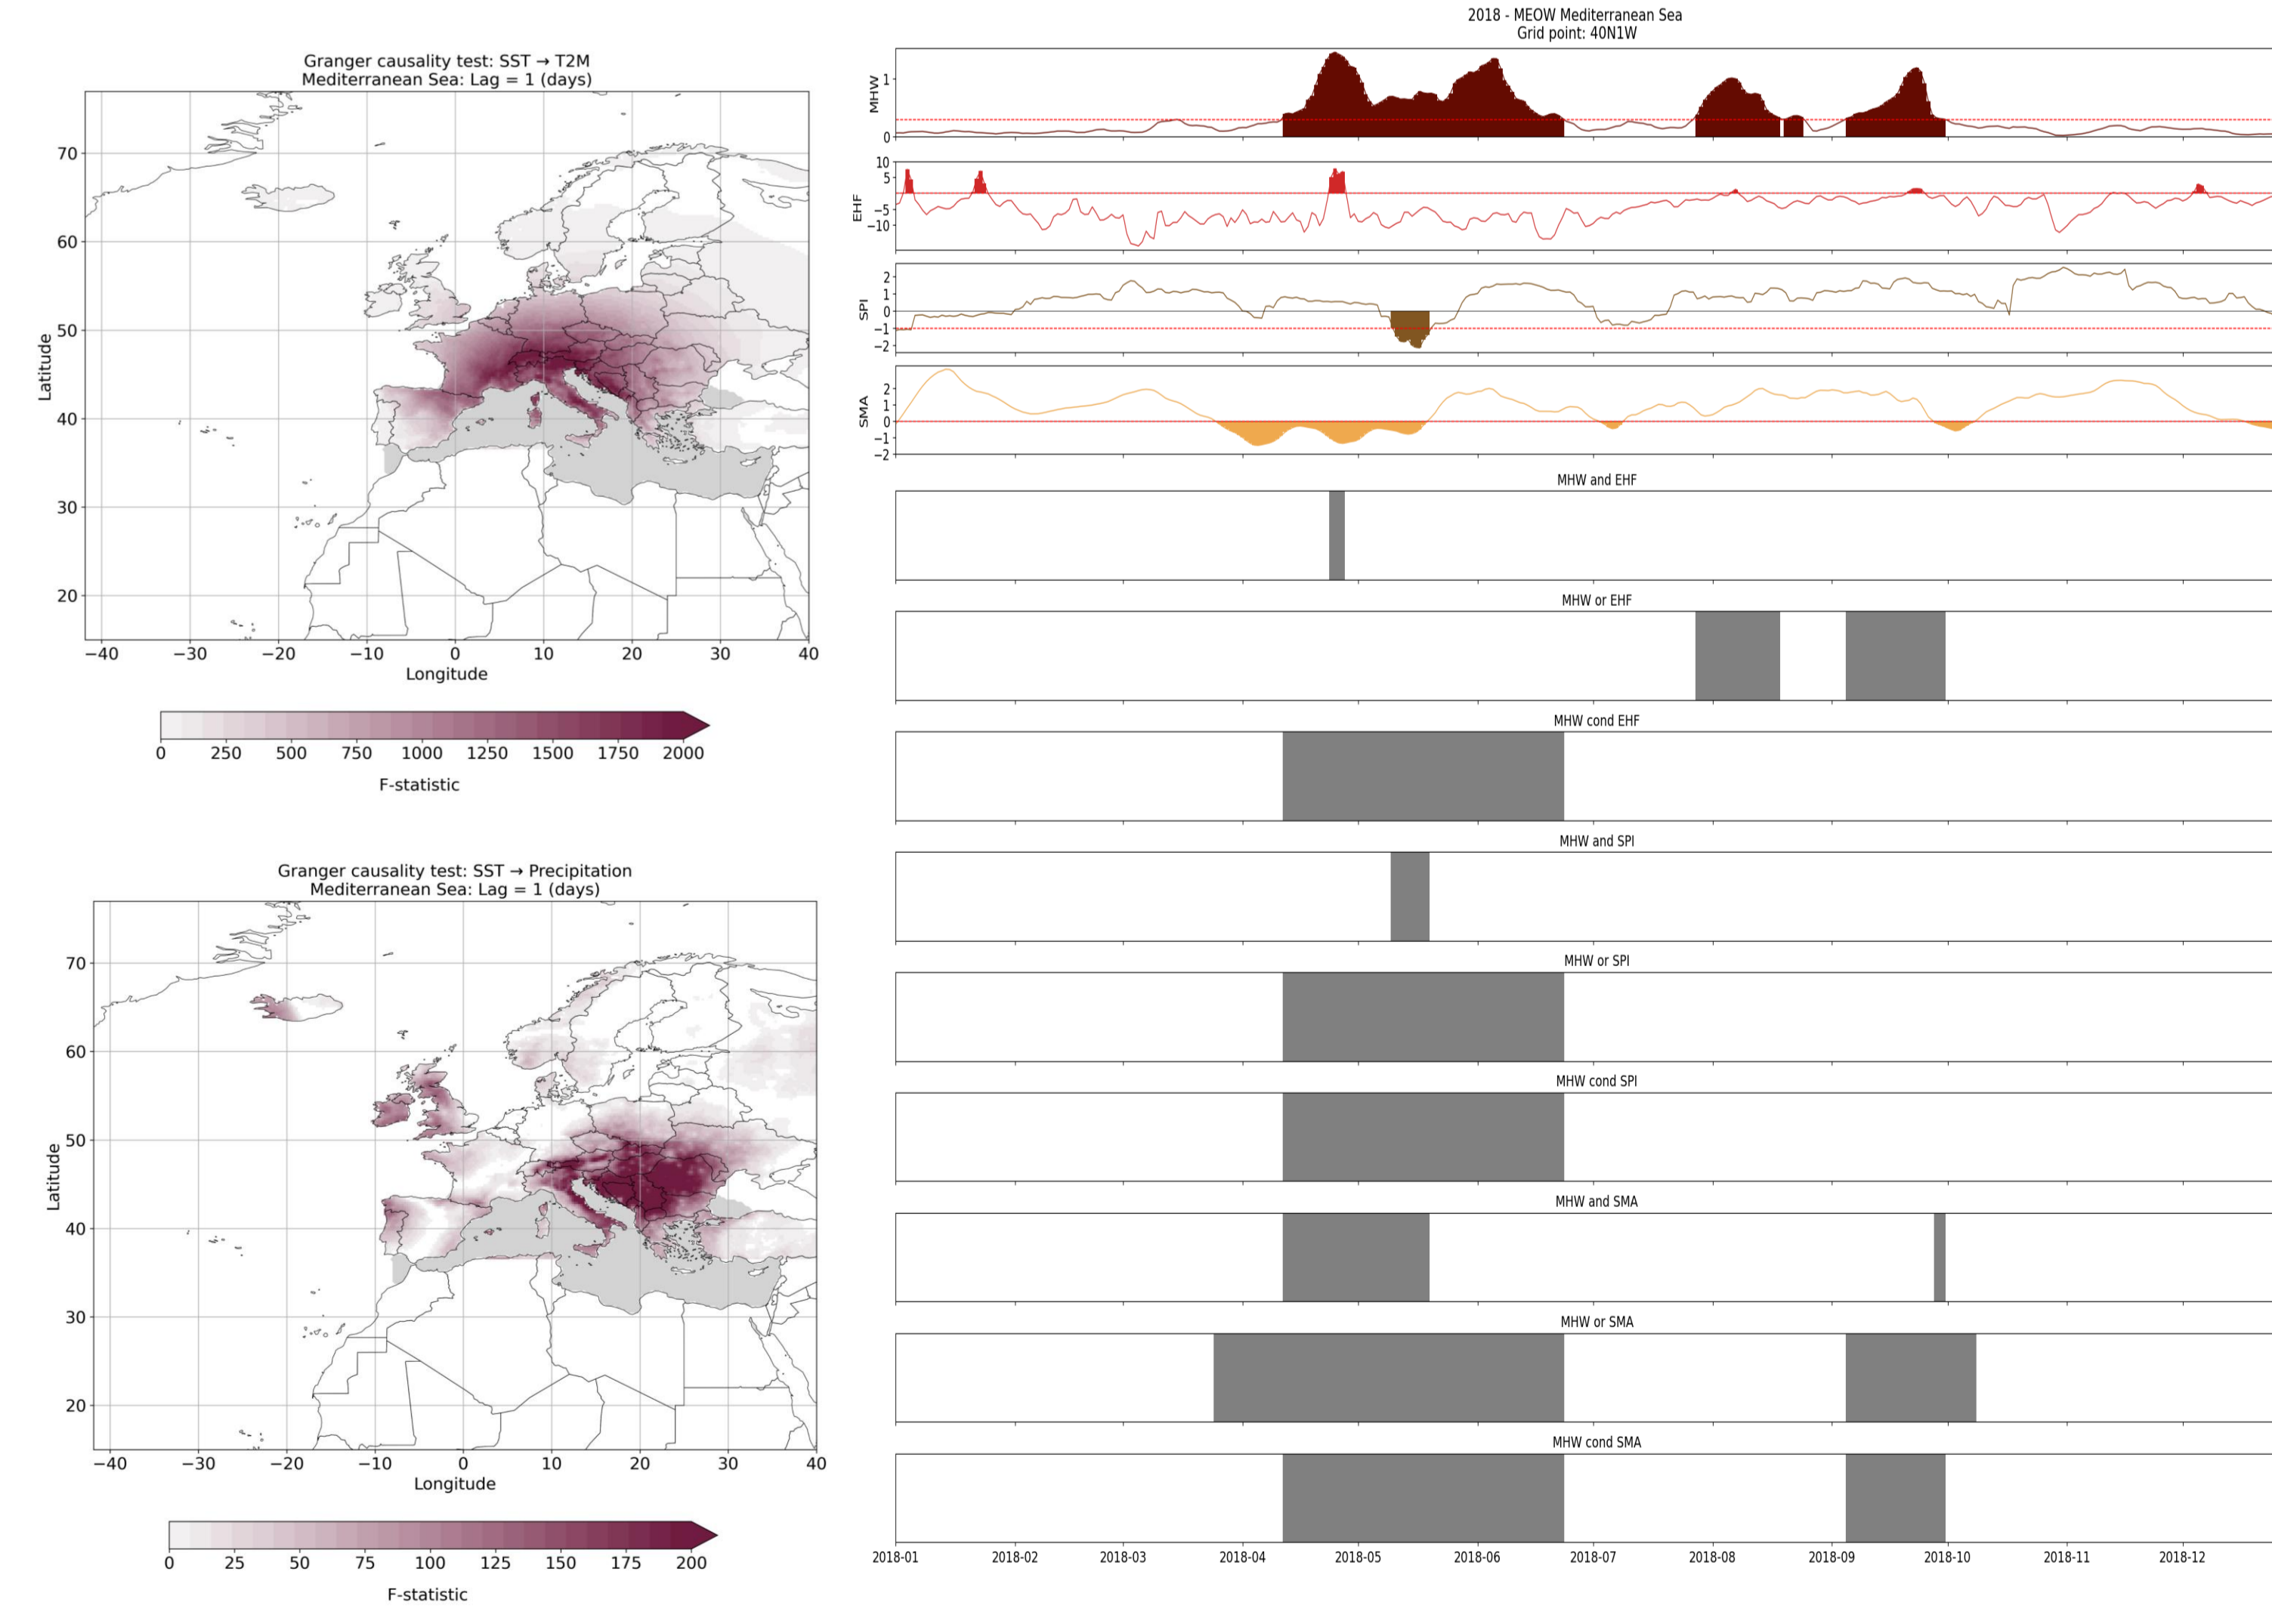 Granger causality test: SST → T2M
Mediterranean Sea: Lag = 1 (days)
Latitude
70
60
50
40
30
20
−40 −30 −20 −10 0 10 20 30 40
Longitude
0 250 500 750 1000 1250 1500 1750 2000
F-statistic
Granger causality test: SST → Precipitation
Mediterranean Sea: Lag = 1 (days)
Latitude
70
60
50
40
30
20
−40 −30 −20 −10 0 10 20 30 40
Longitude
0 25 50 75 100 125 150 175 200
F-statistic
2018 - MEOW Mediterranean Sea
Grid point: 40N1W
MHW
1
0
EHF
10
5
−5
−10
SPI
2
1
0
−1
−2
SMA
2
1
0
−1
−2
MHW and EHF
MHW or EHF
MHW cond EHF
MHW and SPI
MHW or SPI
MHW cond SPI
MHW and SMA
MHW or SMA
MHW cond SMA
2018-01 2018-02 2018-03 2018-04 2018-05 2018-06 2018-07 2018-08 2018-09 2018-10 2018-11 2018-12